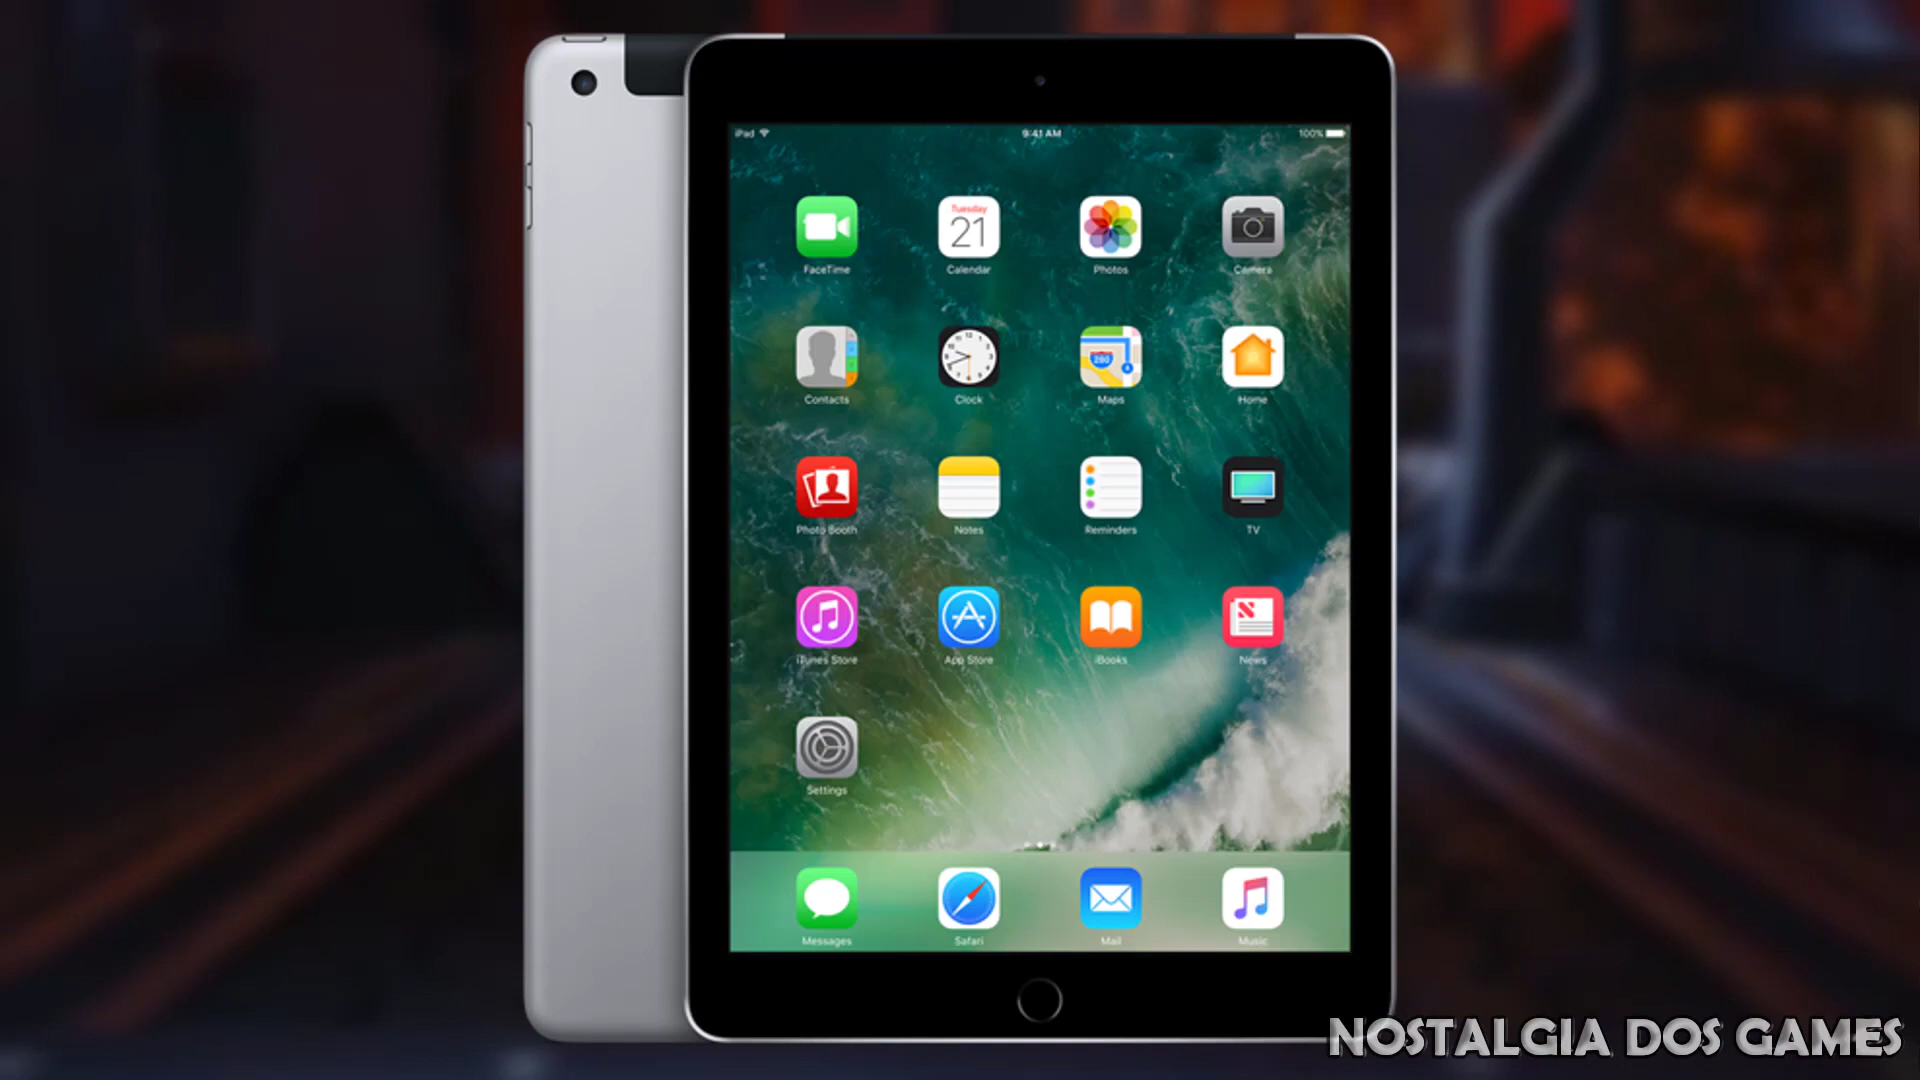 iPad 9:41 AM 100%
Tuesday
21
FaceTime Calendar Photos Camera
280
Contacts Clock Maps Home
Photo Booth Notes Reminders TV
iTunes Store App Store iBooks News
Settings
Messages Safari Mail Music
NOSTALGIA DOS GAMES